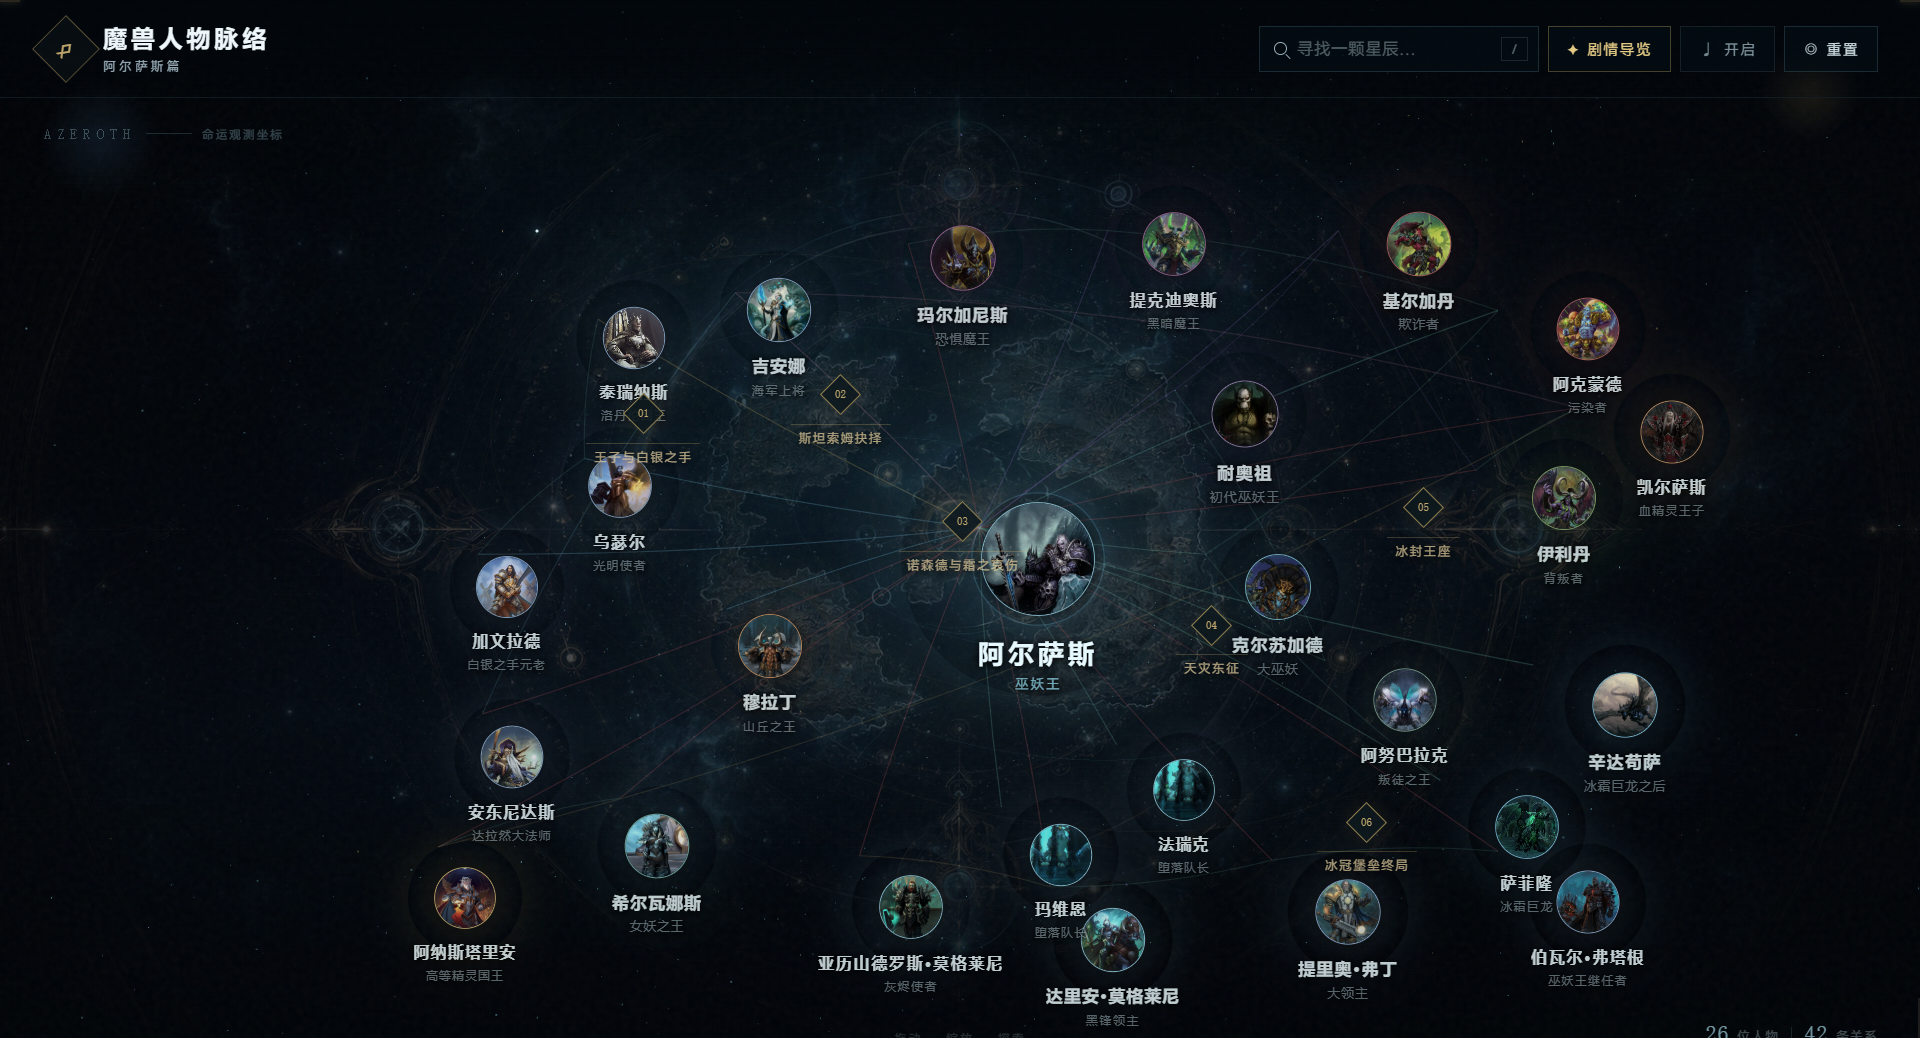 魔兽人物脉络
阿尔萨斯篇
寻找一颗星辰...
/
剧情导览
开启
重置
AZEROTH
命运观测坐标
提克迪奥斯
黑暗魔王
基尔加丹
欺诈者
玛尔加尼斯
恐惧魔王
吉安娜
海军上将
泰瑞纳斯
01
王子与白银之手
02
斯坦索姆抉择
阿克蒙德
污染者
耐奥祖
初代巫妖王
凯尔萨斯
血精灵王子
乌瑟尔
光明使者
03
诺森德与霜之哀伤
05
冰封王座
伊利丹
背叛者
加文拉德
白银之手元老
阿尔萨斯
巫妖王
04
天灾东征
克尔苏加德
大巫妖
穆拉丁
山丘之王
阿努巴拉克
叛徒之王
辛达苟萨
冰霜巨龙之后
安东尼达斯
达拉然大法师
法瑞克
堕落队长
06
冰冠堡垒终局
萨菲隆
冰霜巨龙
希尔瓦娜斯
女妖之王
玛维恩
堕落队长
阿纳斯塔里安
高等精灵国王
亚历山德罗斯·莫格莱尼
灰烬使者
达里安·莫格莱尼
黑锋领主
提里奥·弗丁
大领主
伯瓦尔·弗塔根
巫妖王继任者
26 位人物
42 条关系